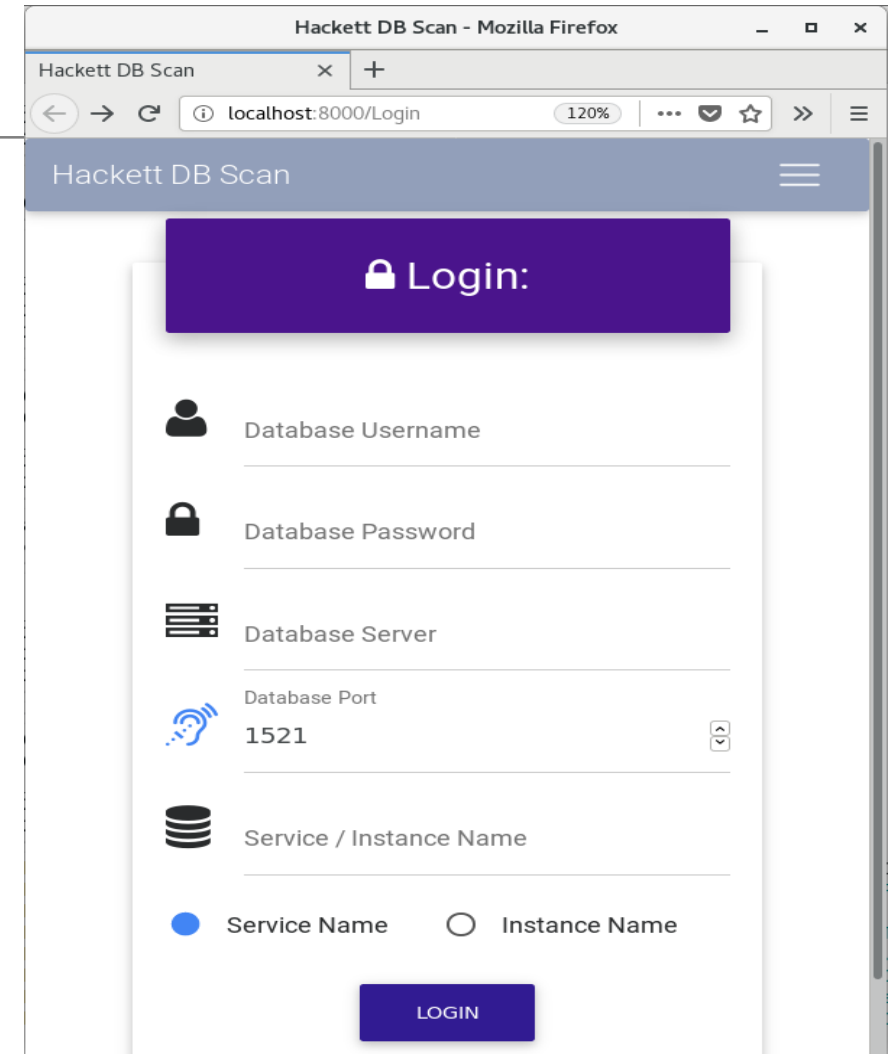 Hackett DB Scan - Mozilla Firefox
Hackett DB Scan
localhost:8000/Login 120%
Hackett DB Scan
Login:
Database Username
Database Password
Database Server
Database Port
1521
Service / Instance Name
Service Name Instance Name
LOGIN